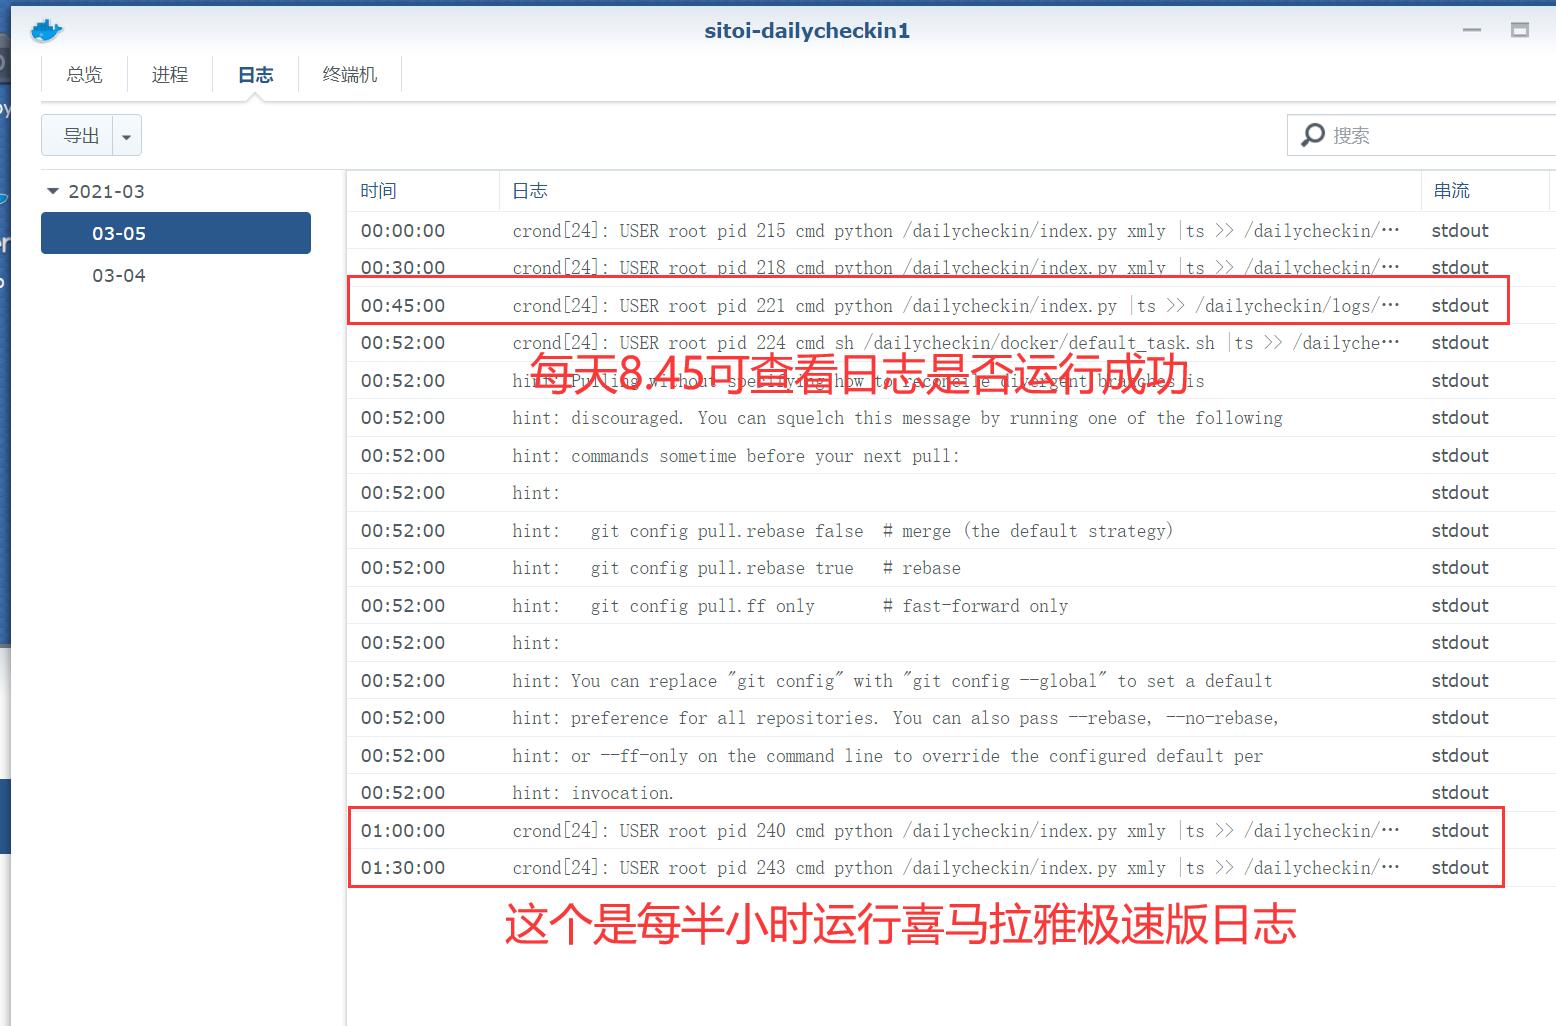 sitoi-dailycheckin1
总览 进程 日志 终端机
导出
搜索
2021-03
03-05
03-04
时间 日志 串流
00:00:00 crond[24]: USER root pid 215 cmd python /dailycheckin/index.py xmly |ts >> /dailycheckin/··· stdout
00:30:00 crond[24]: USER root pid 218 cmd python /dailycheckin/index.py xmly |ts >> /dailycheckin/··· stdout
00:45:00 crond[24]: USER root pid 221 cmd python /dailycheckin/index.py |ts >> /dailycheckin/logs/··· stdout
00:52:00 crond[24]: USER root pid 224 cmd sh /dailycheckin/docker/default_task.sh |ts >> /dailyche··· stdout
每天8.45可查看日志是否运行成功
00:52:00 hint: Pulling without specifying how to reconcile divergent branches is stdout
00:52:00 hint: discouraged. You can squelch this message by running one of the following stdout
00:52:00 hint: commands sometime before your next pull: stdout
00:52:00 hint: stdout
00:52:00 hint:   git config pull.rebase false  # merge (the default strategy) stdout
00:52:00 hint:   git config pull.rebase true   # rebase stdout
00:52:00 hint:   git config pull.ff only       # fast-forward only stdout
00:52:00 hint: stdout
00:52:00 hint: You can replace "git config" with "git config --global" to set a default stdout
00:52:00 hint: preference for all repositories. You can also pass --rebase, --no-rebase, stdout
00:52:00 hint: or --ff-only on the command line to override the configured default per stdout
00:52:00 hint: invocation. stdout
01:00:00 crond[24]: USER root pid 240 cmd python /dailycheckin/index.py xmly |ts >> /dailycheckin/··· stdout
01:30:00 crond[24]: USER root pid 243 cmd python /dailycheckin/index.py xmly |ts >> /dailycheckin/··· stdout
这个是每半小时运行喜马拉雅极速版日志